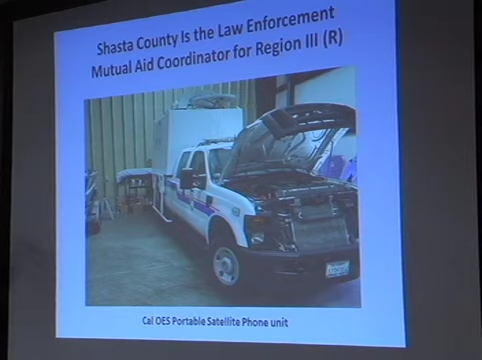 Shasta County Is the Law Enforcement
Mutual Aid Coordinator for Region III (R)
Cal OES Portable Satellite Phone unit